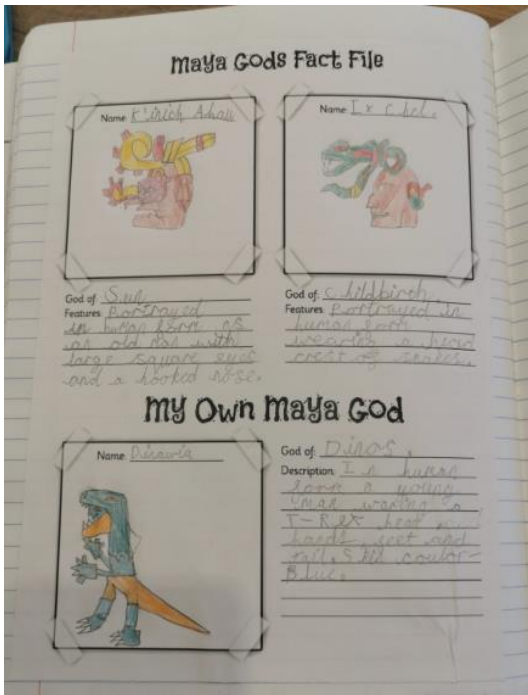 Maya Gods Fact File
Name: K'inich Ahau
Name: Ix Chel.
God of: Sun
Features: Portrayed
in human form as
an old man with
large square eyes
and a hooked nose.
God of: Childbirth
Features: Portrayed in
human form
wearing a head
crest of snakes.
My Own Maya God
Name:
God of: Dinos.
Description: In human
form a young
man waring a
T-Rex head and
hands, feet and
tail. Skin coulor-
Blue.